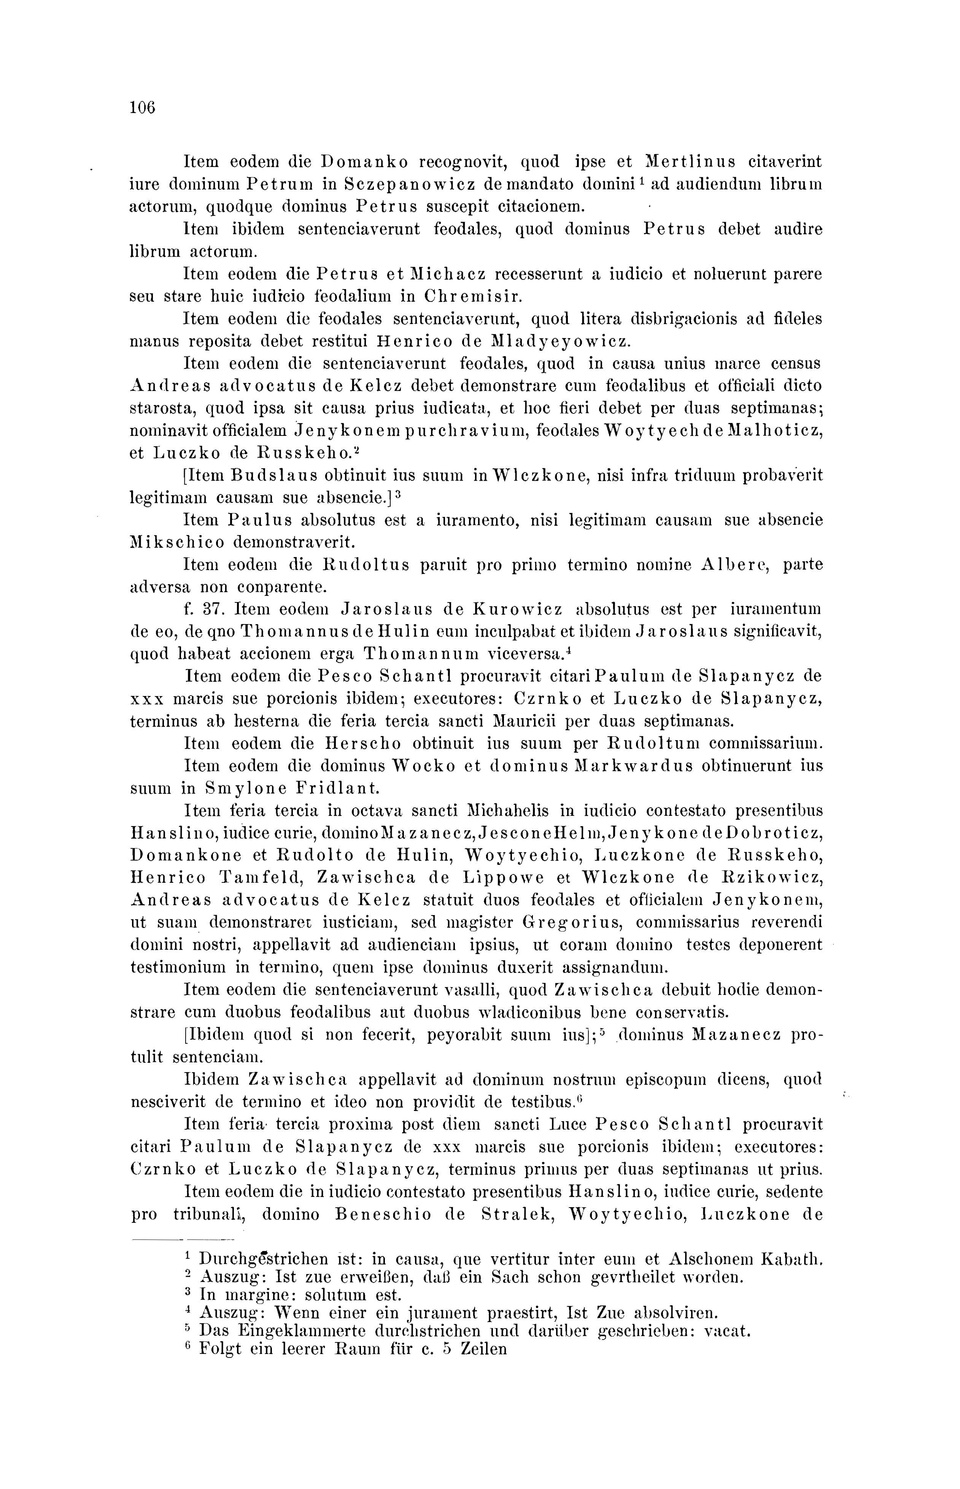 106
Item eodem die Domanko recognovit, quod ipse et Mertlinus citaverint
iure dominum Petrum in Sczepanowicz de mandato domini¹ ad audiendum librum
actorum, quodque dominus Petrus suscepit citacionem.
Item ibidem sentenciaverunt feodales, quod dominus Petrus debet audire
librum actorum.
Item eodem die Petrus et Michacz recesserunt a iudicio et noluerunt parere
seu stare huic iudicio feodalium in Chremisir.
Item eodem die feodales sentenciaverunt, quod litera disbrigacionis ad fideles
manus reposita debet restitui Henrico de Mladyeyowicz.
Item eodem die sentenciaverunt feodales, quod in causa unius marce census
Andreas advocatus de Kelcz debet demonstrare cum feodalibus et officiali dicto
starosta, quod ipsa sit causa prius iudicata, et hoc fieri debet per duas septimanas;
nominavit officialem Jenykonem purchravium, feodales Woytyech de Malhoticz,
et Luczko de Russkeho.²
[Item Budslaus obtinuit ius suum in Wlczkone, nisi infra triduum probaverit
legitimam causam sue absencie.]³
Item Paulus absolutus est a iuramento, nisi legitimam causam sue absencie
Mikschico demonstraverit.
Item eodem die Rudoltus paruit pro primo termino nomine Albere, parte
adversa non conparente.
f. 37. Item eodem Jaroslaus de Kurowicz absolutus est per iuramentum
de eo, de qno Thomannus de Hulin eum inculpabat et ibidem Jaroslaus significavit,
quod habeat accionem erga Thomannum viceversa.⁴
Item eodem die Pesco Schantl procuravit citari Paulum de Slapanycz de
xxx marcis sue porcionis ibidem; executores: Czrnko et Luczko de Slapanycz,
terminus ab hesterna die feria tercia sancti Mauricii per duas septimanas.
Item eodem die Herscho obtinuit ius suum per Rudoltum commissarium.
Item eodem die dominus Wocko et dominus Markwardus obtinuerunt ius
suum in Smylone Fridlant.
Item feria tercia in octava sancti Michahelis in iudicio contestato presentibus
Hanslino, iudice curie, domino Mazanecz, Jescone Helm, Jenykone de Dobroticz,
Domankone et Rudolto de Hulin, Woytyechio, Luczkone de Russkeho,
Henrico Tamfeld, Zawischca de Lippowe et Wlczkone de Rzikowicz,
Andreas advocatus de Kelcz statuit duos feodales et officialem Jenykonem,
ut suam demonstraret iusticiam, sed magister Gregorius, commissarius reverendi
domini nostri, appellavit ad audienciam ipsius, ut coram domino testes deponerent
testimonium in termino, quem ipse dominus duxerit assignandum.
Item eodem die sentenciaverunt vasalli, quod Zawischca debuit hodie demon-
strare cum duobus feodalibus aut duobus wladiconibus bene conservatis.
[Ibidem quod si non fecerit, peyorabit suum ius];⁵ dominus Mazanecz pro-
tulit sentenciam.
Ibidem Zawischca appellavit ad dominum nostrum episcopum dicens, quod
nesciverit de termino et ideo non providit de testibus.⁶
Item feria tercia proxima post diem sancti Luce Pesco Schantl procuravit
citari Paulum de Slapanycz de xxx marcis sue porcionis ibidem; executores:
Czrnko et Luczko de Slapanycz, terminus primus per duas septimanas ut prius.
Item eodem die in iudicio contestato presentibus Hanslino, iudice curie, sedente
pro tribunali, domino Beneschio de Stralek, Woytyechio, Luczkone de
¹ Durchgestrichen ist: in causa, que vertitur inter eum et Alschonem Kabath.
² Auszug: Ist zue erweißen, daß ein Sach schon gevrtheilet worden.
³ In margine: solutum est.
⁴ Auszug: Wenn einer ein jurament praestirt, Ist Zue absolviren.
⁵ Das Eingeklammerte durchstrichen und darüber geschrieben: vacat.
⁶ Folgt ein leerer Raum für c. 5 Zeilen